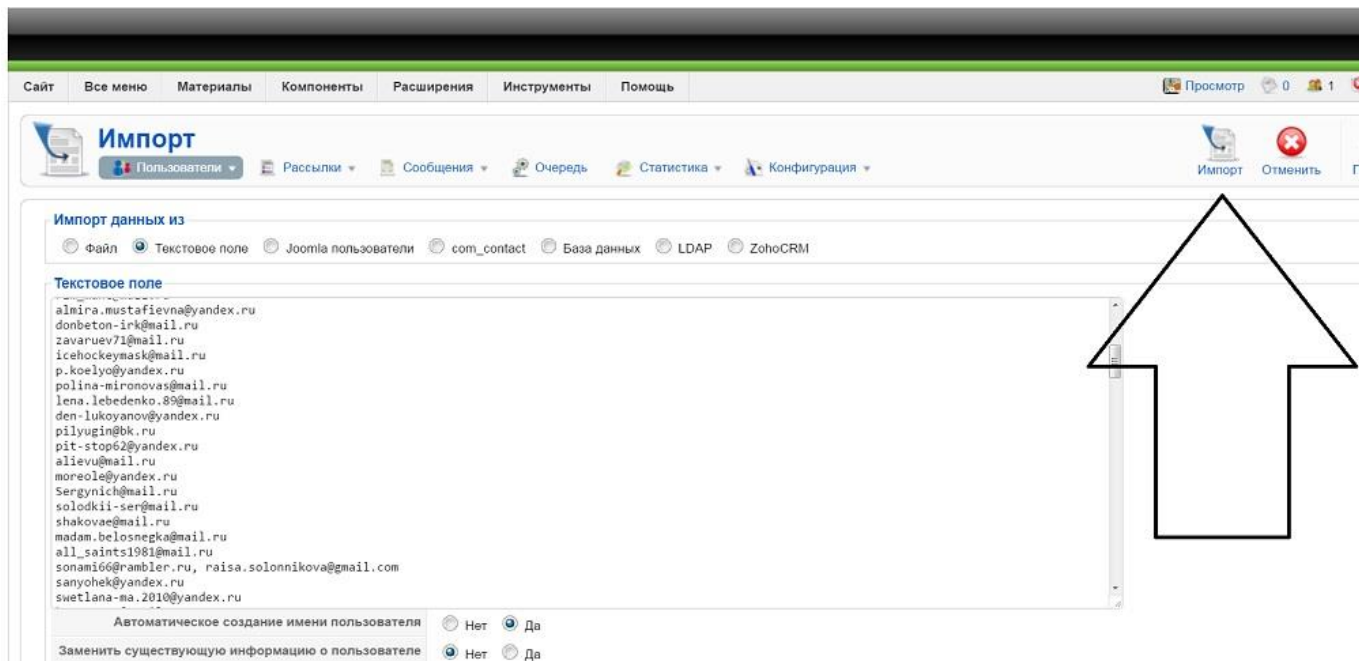 Сайт Все меню Материалы Компоненты Расширения Инструменты Помощь Просмотр 0 1
Импорт
Пользователи Рассылки Сообщения Очередь Статистика Конфигурация Импорт Отменить
Импорт данных из
Файл Текстовое поле Joomla пользователи com_contact База данных LDAP ZohoCRM
Текстовое поле
almira.mustafievna@yandex.ru
donbeton-irk@mail.ru
zavaruev71@mail.ru
icehockeymask@mail.ru
p.koelyo@yandex.ru
polina-mironovas@mail.ru
lena.lebedenko.89@mail.ru
den-lukoyanov@yandex.ru
pilyugin@bk.ru
pit-stop62@yandex.ru
alievu@mail.ru
moreole@yandex.ru
Sergynich@mail.ru
solodkii-ser@mail.ru
shakovae@mail.ru
madam.belosnegka@mail.ru
all_saints1981@mail.ru
sonami66@rambler.ru, raisa.solonnikova@gmail.com
sanyohek@yandex.ru
swetlana-ma.2010@yandex.ru
Автоматическое создание имени пользователя Нет Да
Заменить существующую информацию о пользователе Нет Да